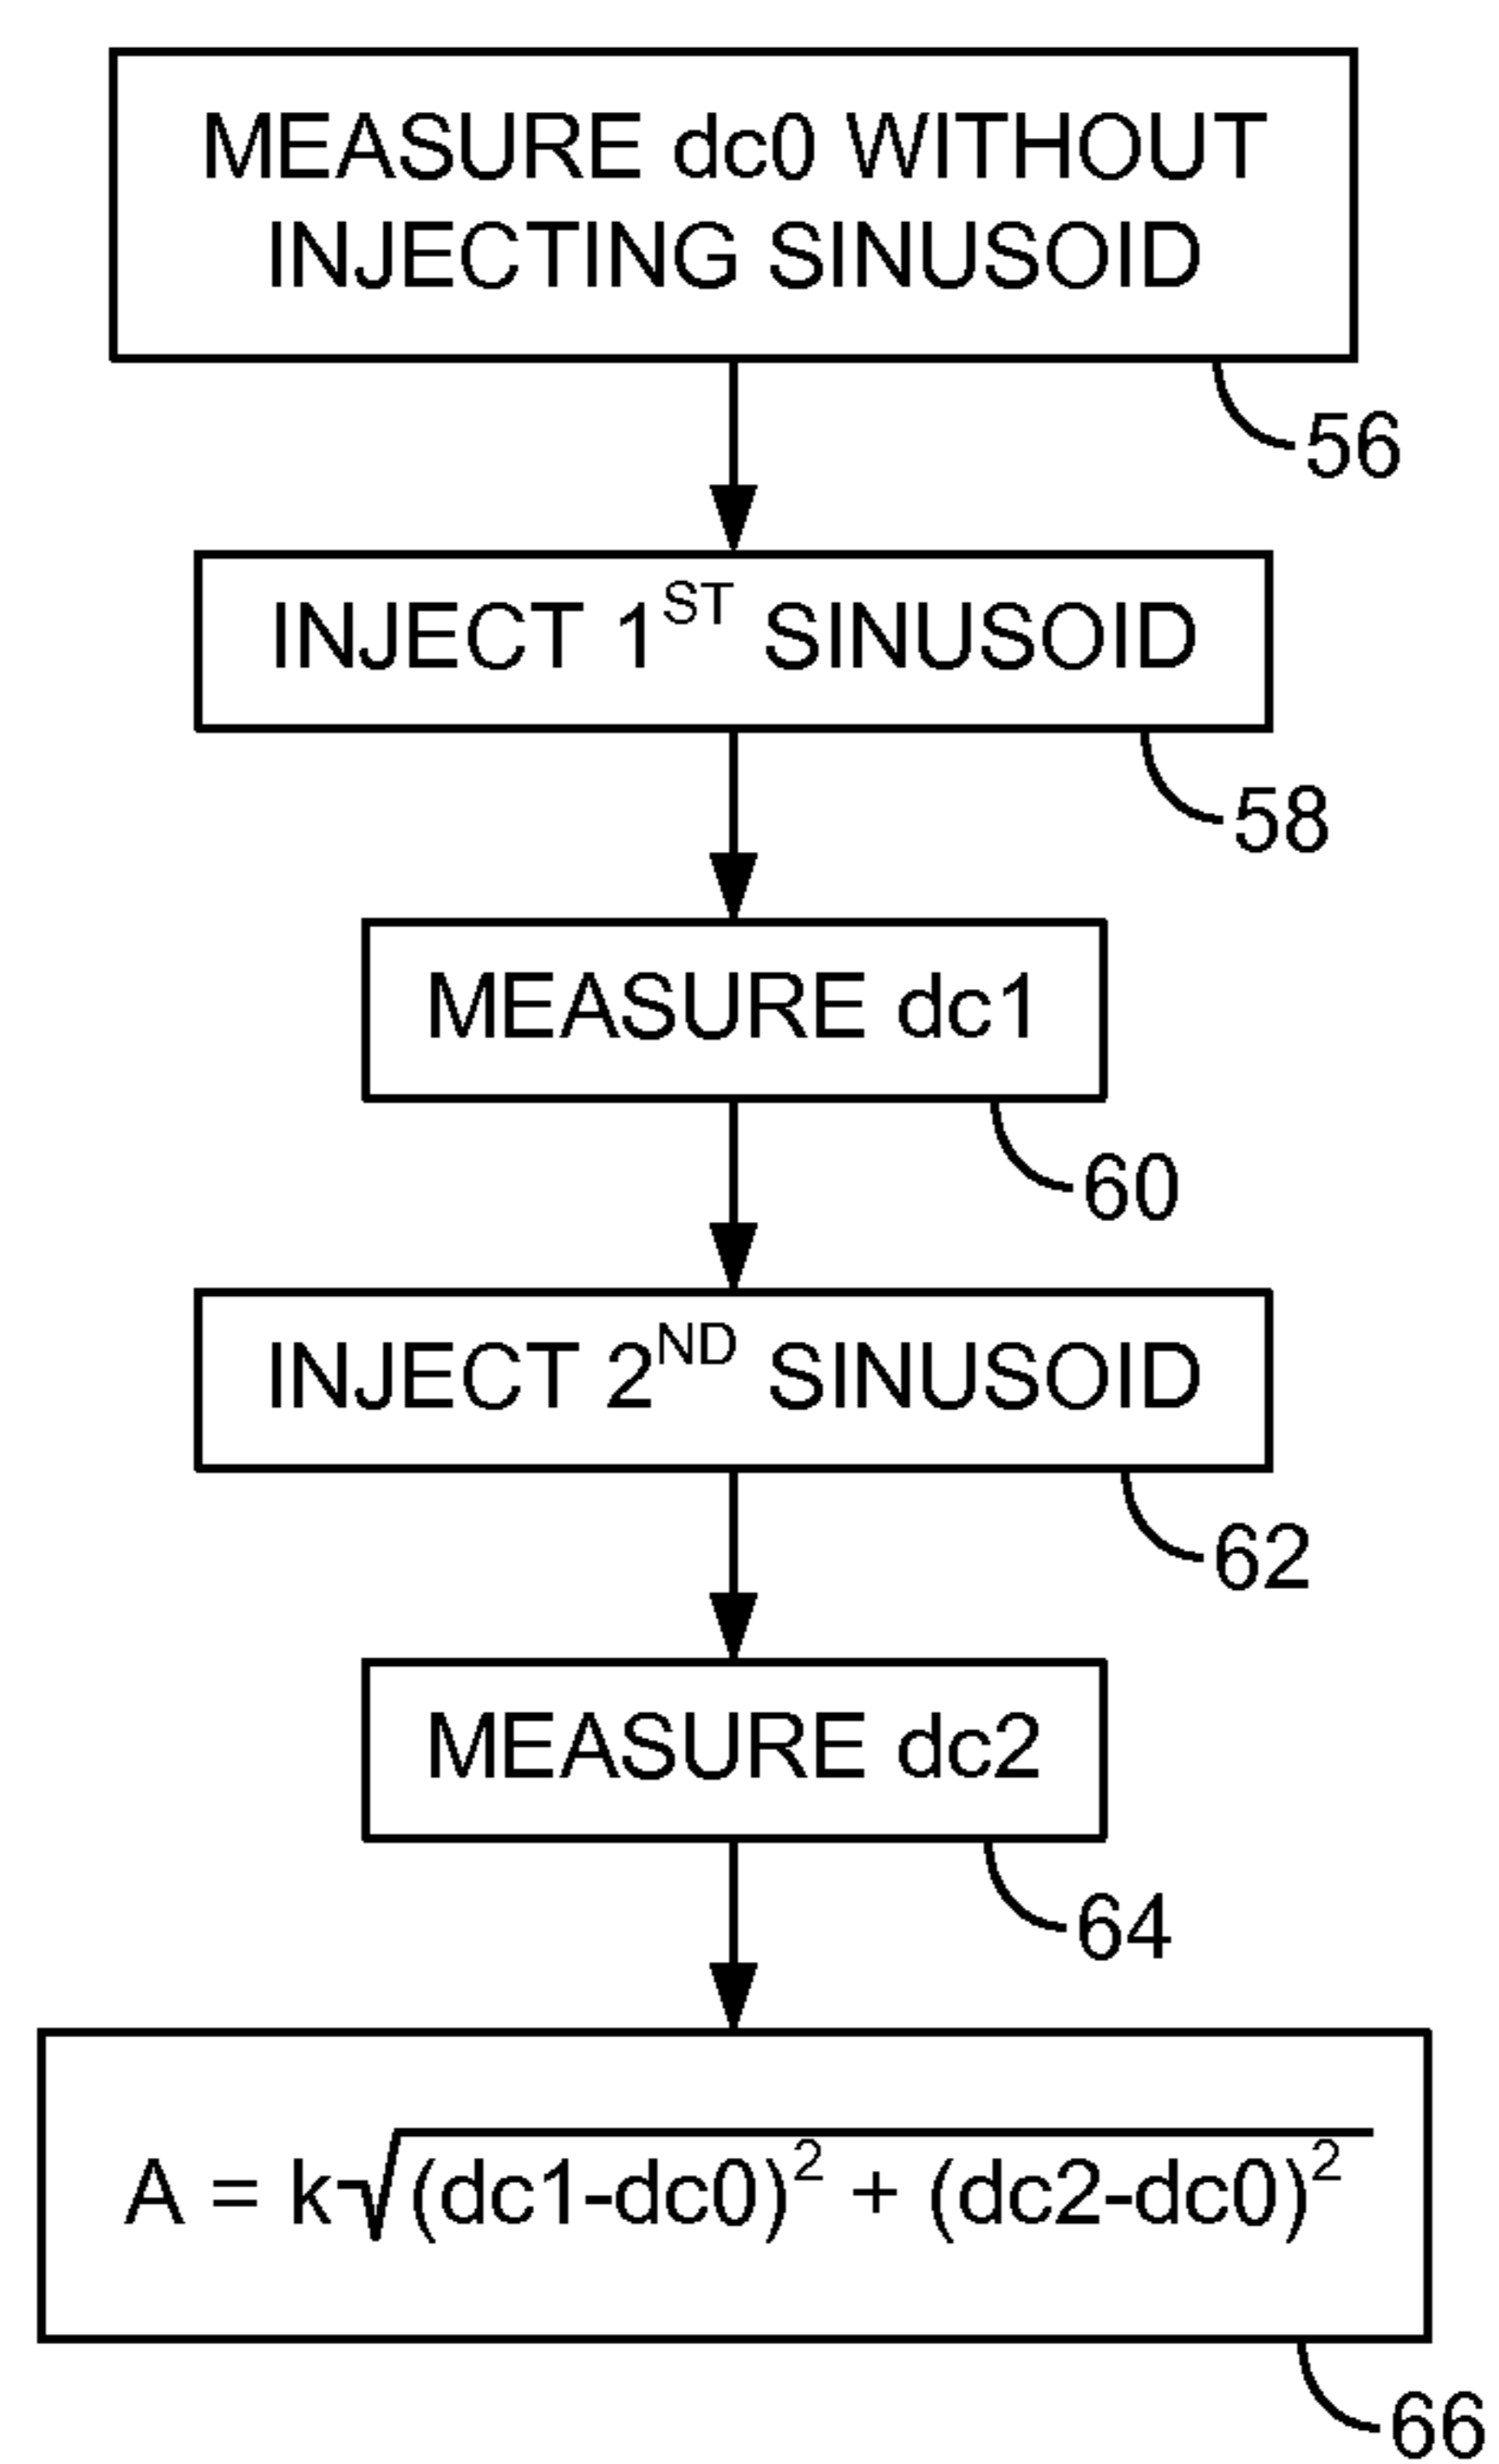 MEASURE dc0 WITHOUT
INJECTING SINUSOID
56
INJECT 1ST SINUSOID
58
MEASURE dc1
60
INJECT 2ND SINUSOID
62
MEASURE dc2
64
A = k√(dc1-dc0)² + (dc2-dc0)²
66